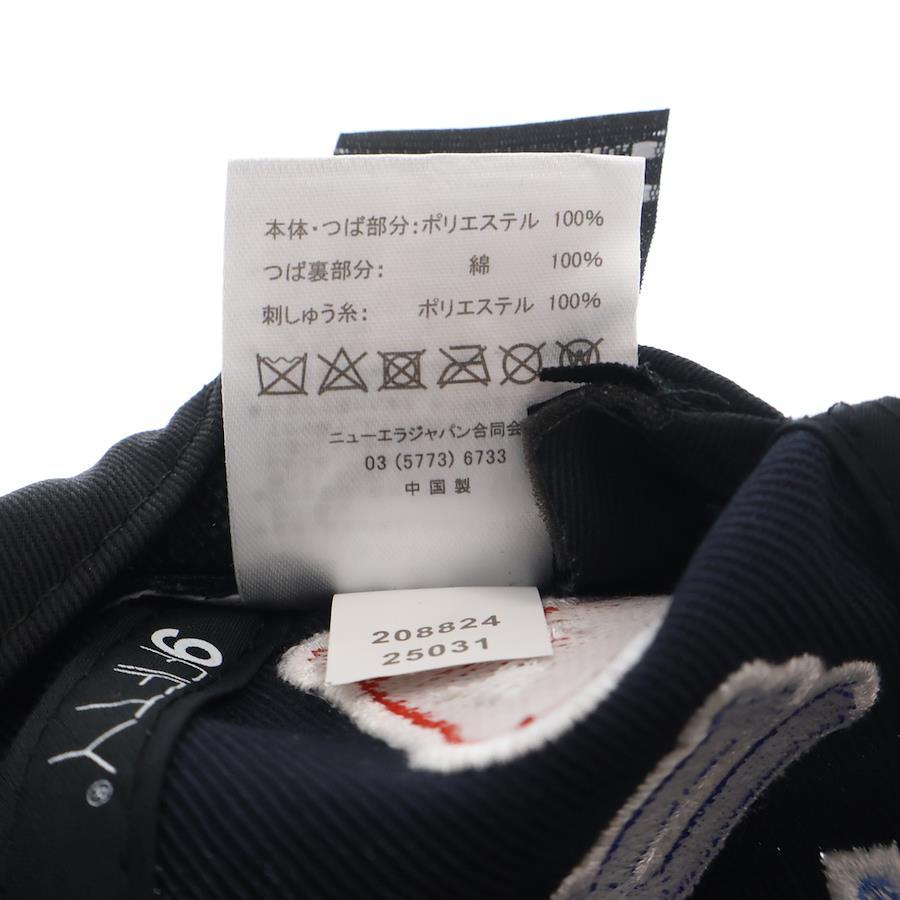 本体・つば部分:ポリエステル 100%
つば裏部分: 綿 100%
刺しゅう糸: ポリエステル 100%
ニューエラジャパン合同会
03 (5773) 6733
中国製
208824
25031
9FIFTY®